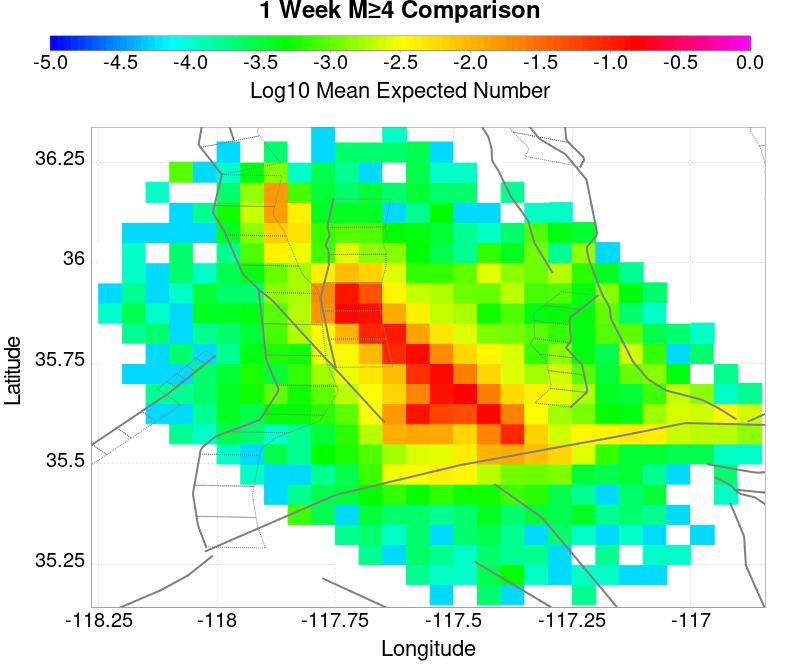 1 Week M≥4 Comparison
-5.0 -4.5 -4.0 -3.5 -3.0 -2.5 -2.0 -1.5 -1.0 -0.5 0.0
Log10 Mean Expected Number
36.25
36
35.75
35.5
35.25
Latitude
-118.25 -118 -117.75 -117.5 -117.25 -117
Longitude